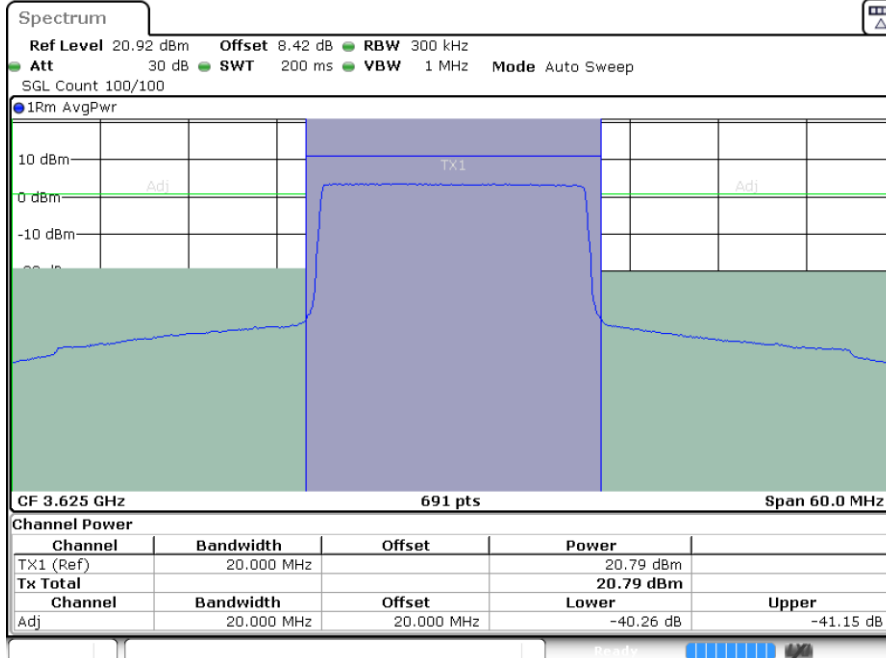 Spectrum
Ref Level 20.92 dBm Offset 8.42 dB RBW 300 kHz
Att 30 dB SWT 200 ms VBW 1 MHz Mode Auto Sweep
SGL Count 100/100
1Rm AvgPwr
10 dBm
TX1
Adj Adj
0 dBm
-10 dBm
CF 3.625 GHz 691 pts Span 60.0 MHz
Channel Power
Channel Bandwidth Offset Power
TX1 (Ref) 20.000 MHz 20.79 dBm
Tx Total 20.79 dBm
Channel Bandwidth Offset Lower Upper
Adj 20.000 MHz 20.000 MHz -40.26 dB -41.15 dB
Ready